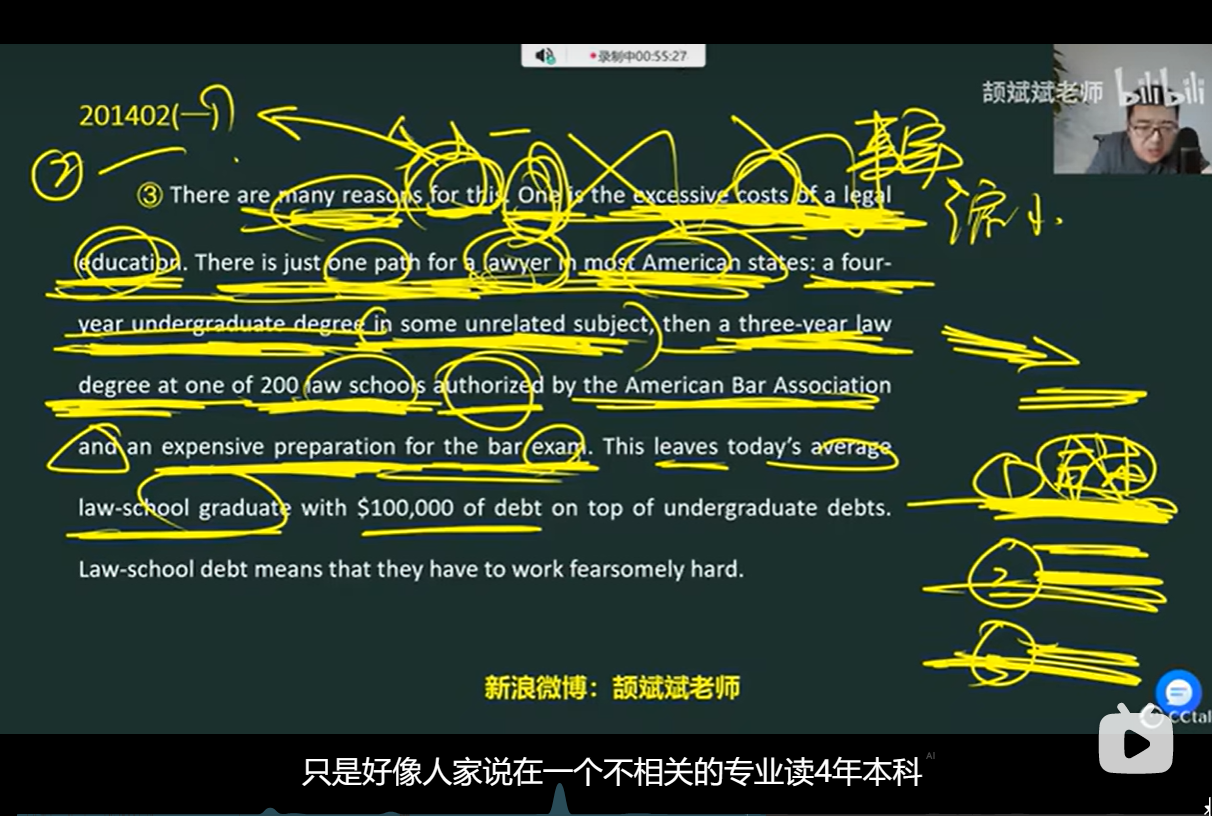 录制中00:55:27
颉斌斌老师 bilibili
201402(一)
② 
③ There are many reasons for this. One is the excessive costs of a legal
education. There is just one path for a lawyer in most American states: a four-
year undergraduate degree in some unrelated subject, then a three-year law
degree at one of 200 law schools authorized by the American Bar Association
and an expensive preparation for the bar exam. This leaves today's average
law-school graduate with $100,000 of debt on top of undergraduate debts.
Law-school debt means that they have to work fearsomely hard.
①
2
新浪微博：颉斌斌老师
CCtal
只是好像人家说在一个不相关的专业读4年本科
AI